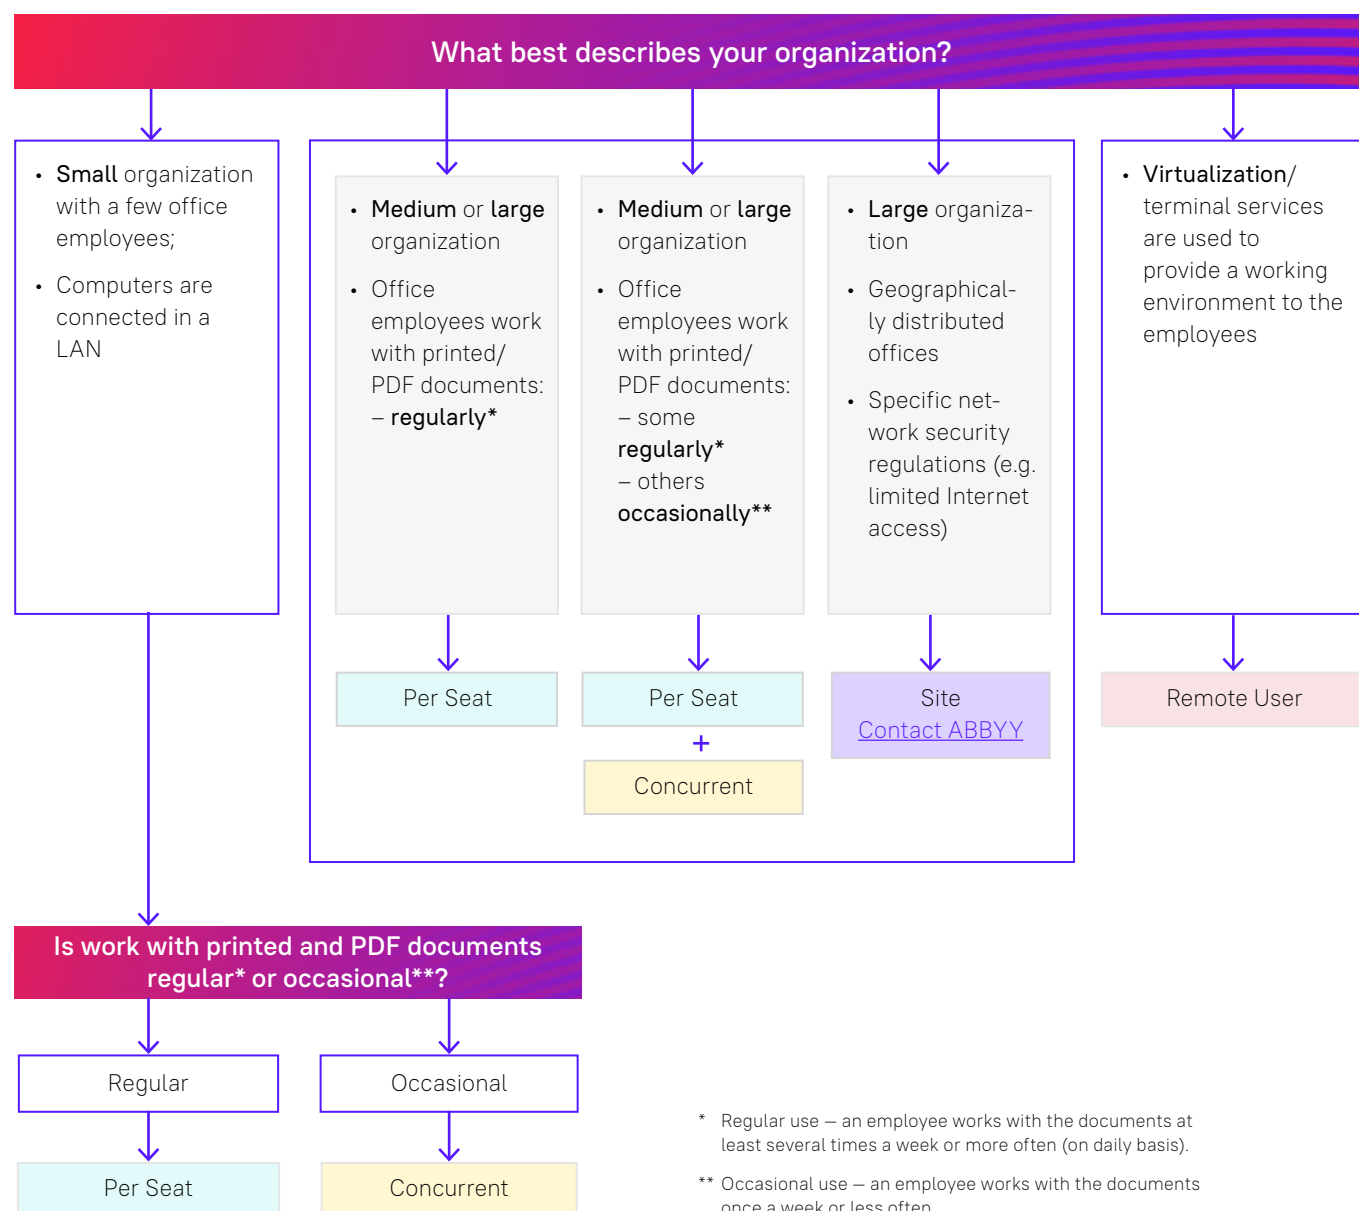 What best describes your organization?
• Small organization
with a few office
employees;
• Computers are
connected in a
LAN
• Medium or large
organization
• Office
employees work
with printed/
PDF documents:
– regularly*
• Medium or large
organization
• Office
employees work
with printed/
PDF documents:
– some
regularly*
– others
occasionally**
• Large organiza-
tion
• Geographical-
ly distributed
offices
• Specific net-
work security
regulations (e.g.
limited Internet
access)
• Virtualization/
terminal services
are used to
provide a working
environment to the
employees
Per Seat
Per Seat
+
Concurrent
Site
Contact ABBYY
Remote User
Is work with printed and PDF documents
regular* or occasional**?
Regular
Occasional
Per Seat
Concurrent
* Regular use — an employee works with the documents at
least several times a week or more often (on daily basis).
** Occasional use — an employee works with the documents
once a week or less often